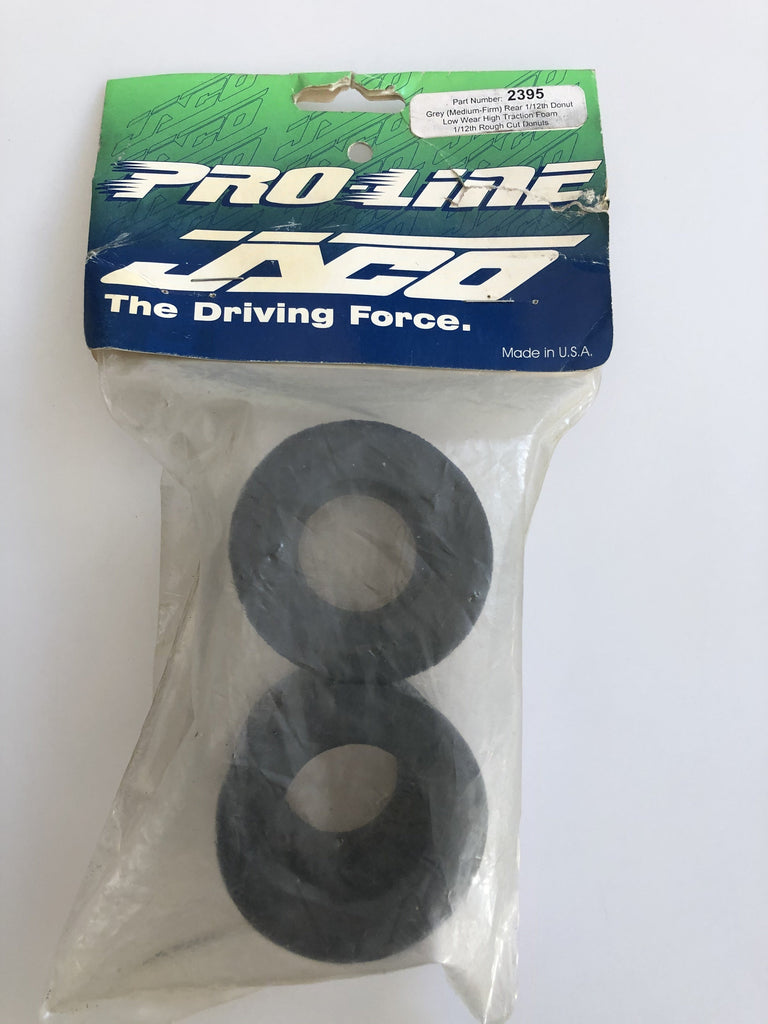 Part Number: 2395
Grey (Medium-Firm) Rear 1/12th Donut
Low Wear High Traction Foam
1/12th Rough Cut Donuts
PRO-LINE
JACO
The Driving Force.
Made in U.S.A.